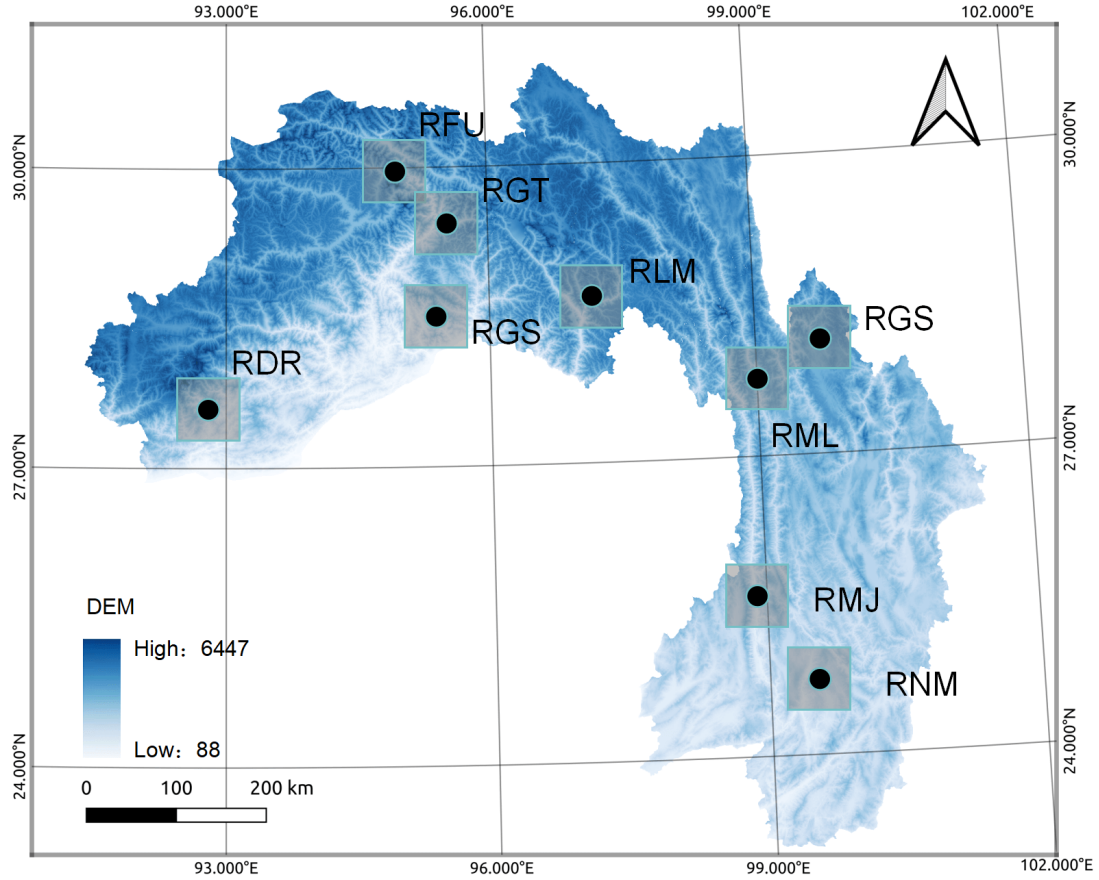 93.000°E
96.000°E
99.000°E
102.000°E
30.000°N
30.000°N
RFU
RGT
RLM
RGS
RGS
RDR
RML
27.000°N
27.000°N
RMJ
RNM
DEM
High：6447
Low：88
24.000°N
24.000°N
0 100 200 km
93.000°E
96.000°E
99.000°E
102.000°E